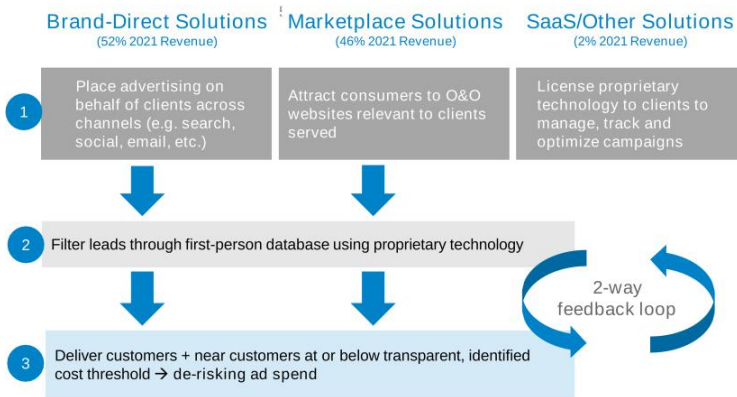 Brand-Direct Solutions
(52% 2021 Revenue)
Marketplace Solutions
(46% 2021 Revenue)
SaaS/Other Solutions
(2% 2021 Revenue)
1
Place advertising on
behalf of clients across
channels (e.g. search,
social, email, etc.)
Attract consumers to O&O
websites relevant to clients
served
License proprietary
technology to clients to
manage, track and
optimize campaigns
2
Filter leads through first-person database using proprietary technology
2-way
feedback loop
3
Deliver customers + near customers at or below transparent, identified
cost threshold → de-risking ad spend